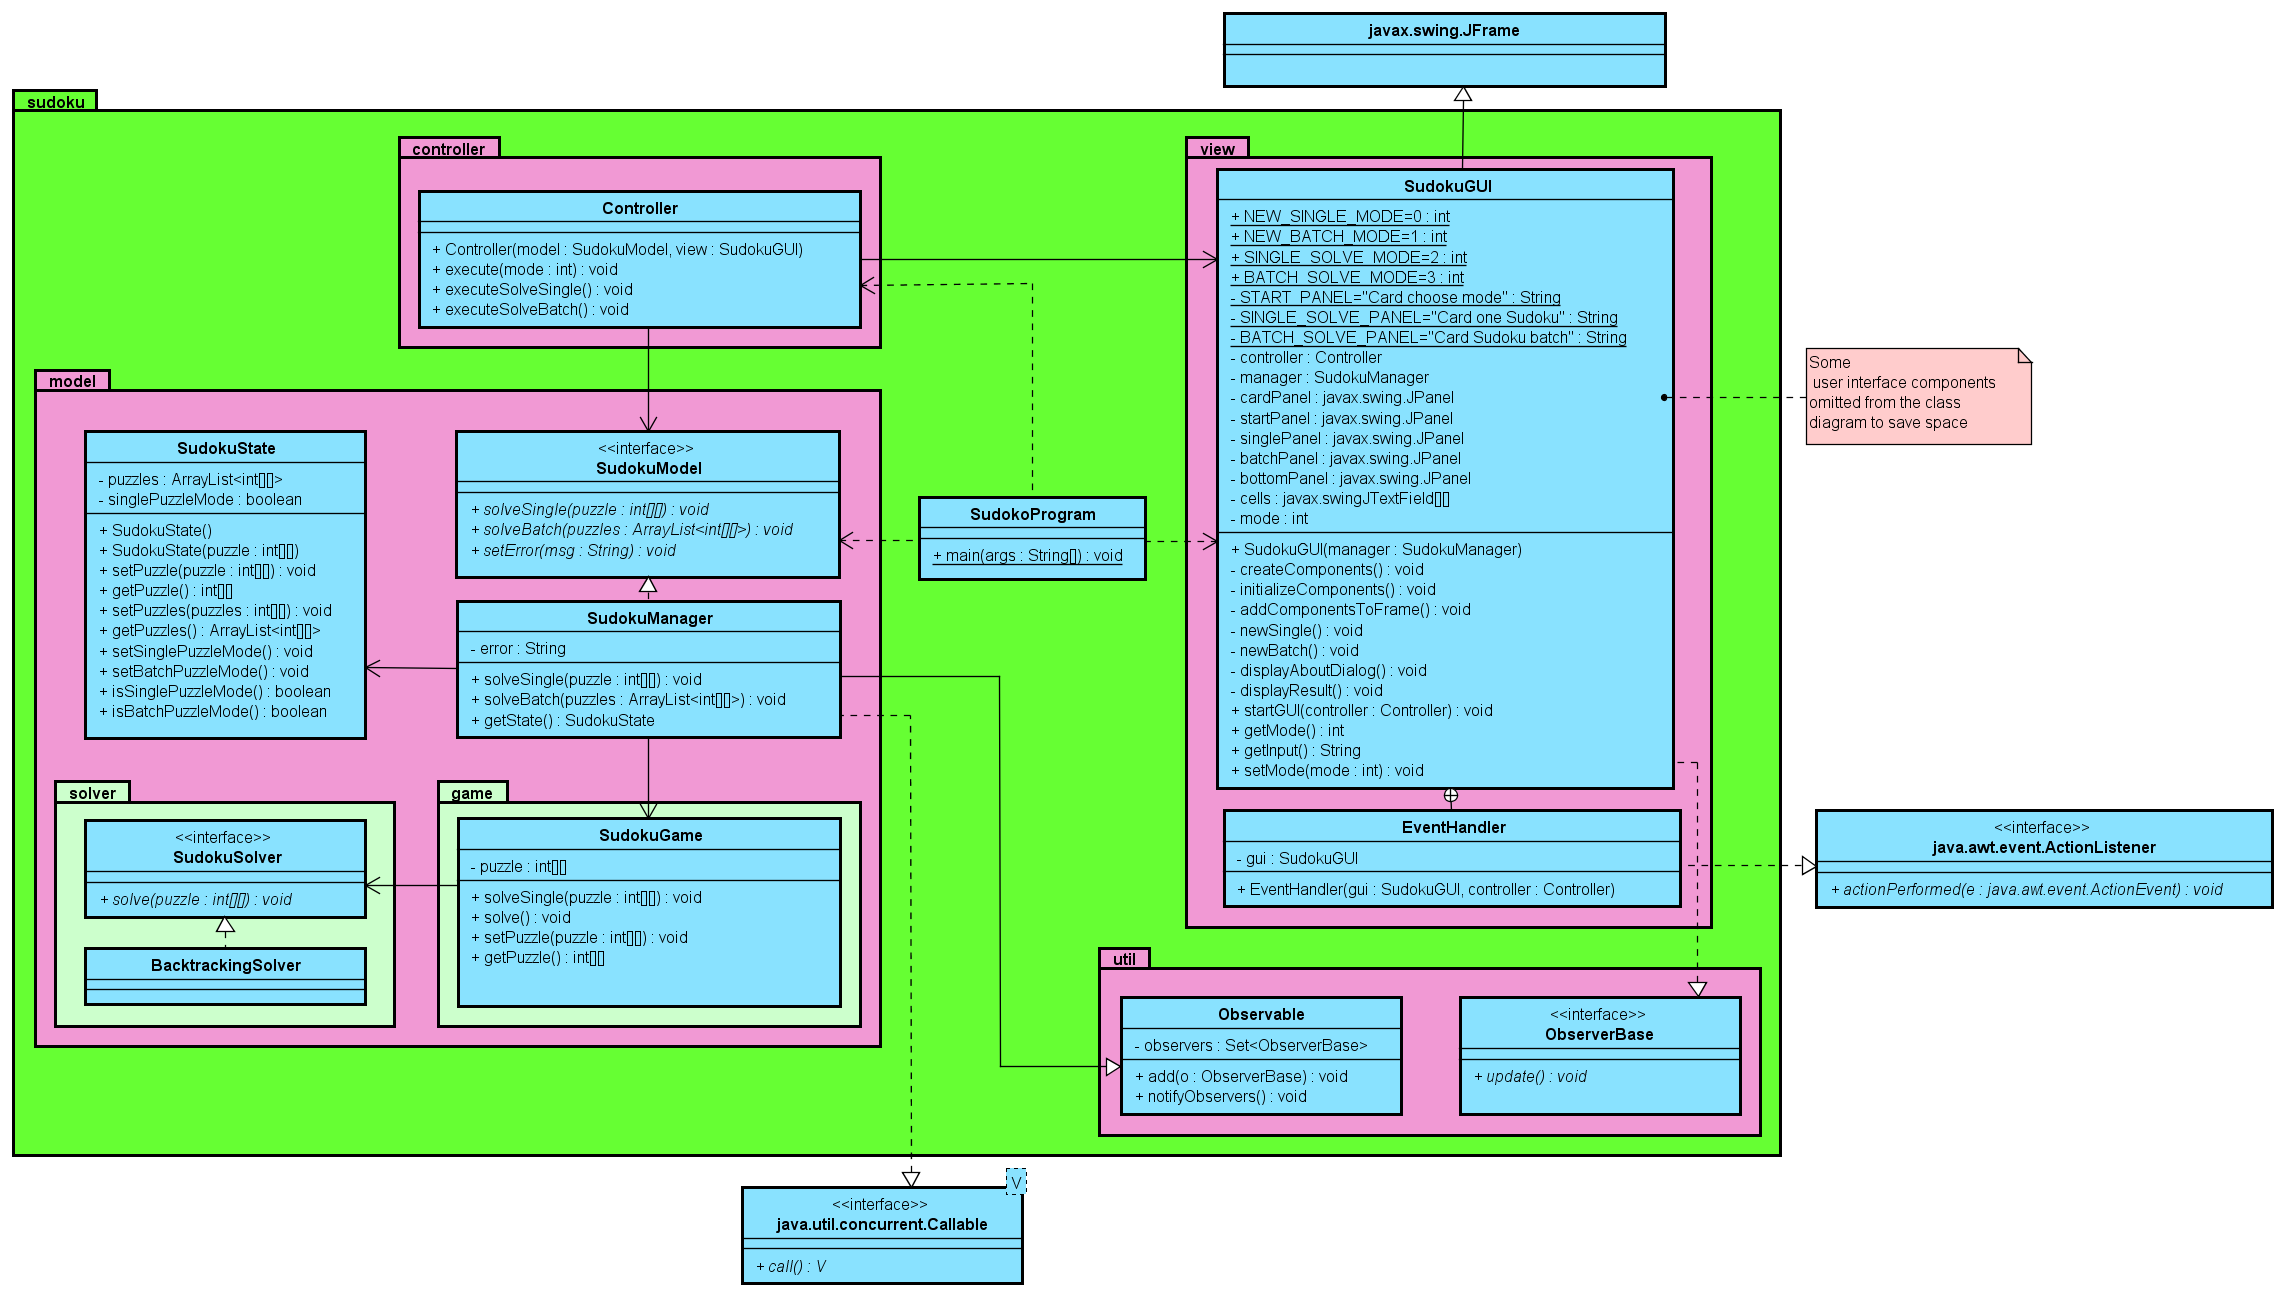 javax.swing.JFrame
sudoku
controller
Controller
+ Controller(model : SudokuModel, view : SudokuGUI)
+ execute(mode : int) : void
+ executeSolveSingle() : void
+ executeSolveBatch() : void
view
SudokuGUI
+ NEW_SINGLE_MODE=0 : int
+ NEW_BATCH_MODE=1 : int
+ SINGLE_SOLVE_MODE=2 : int
+ BATCH_SOLVE_MODE=3 : int
- START_PANEL="Card choose mode" : String
- SINGLE_SOLVE_PANEL="Card one Sudoku" : String
- BATCH_SOLVE_PANEL="Card Sudoku batch" : String
- controller : Controller
- manager : SudokuManager
- cardPanel : javax.swing.JPanel
- startPanel : javax.swing.JPanel
- singlePanel : javax.swing.JPanel
- batchPanel : javax.swing.JPanel
- bottomPanel : javax.swing.JPanel
- cells : javax.swingJTextField[][]
- mode : int
+ SudokuGUI(manager : SudokuManager)
- createComponents() : void
- initializeComponents() : void
- addComponentsToFrame() : void
- newSingle() : void
- newBatch() : void
- displayAboutDialog() : void
- displayResult() : void
+ startGUI(controller : Controller) : void
+ getMode() : int
+ getInput() : String
+ setMode(mode : int) : void
Some
user interface components
omitted from the class
diagram to save space
model
SudokuState
- puzzles : ArrayList<int[][]>
- singlePuzzleMode : boolean
+ SudokuState()
+ SudokuState(puzzle : int[][])
+ setPuzzle(puzzle : int[][]) : void
+ getPuzzle() : int[][]
+ setPuzzles(puzzles : int[][]) : void
+ getPuzzles() : ArrayList<int[][]>
+ setSinglePuzzleMode() : void
+ setBatchPuzzleMode() : void
+ isSinglePuzzleMode() : boolean
+ isBatchPuzzleMode() : boolean
<<interface>>
SudokuModel
+ solveSingle(puzzle : int[][]) : void
+ solveBatch(puzzles : ArrayList<int[][]>) : void
+ setError(msg : String) : void
SudokoProgram
+ main(args : String[]) : void
SudokuManager
- error : String
+ solveSingle(puzzle : int[][]) : void
+ solveBatch(puzzles : ArrayList<int[][]>) : void
+ getState() : SudokuState
solver
<<interface>>
SudokuSolver
+ solve(puzzle : int[][]) : void
BacktrackingSolver
game
SudokuGame
- puzzle : int[][]
+ solveSingle(puzzle : int[][]) : void
+ solve() : void
+ setPuzzle(puzzle : int[][]) : void
+ getPuzzle() : int[][]
EventHandler
- gui : SudokuGUI
+ EventHandler(gui : SudokuGUI, controller : Controller)
<<interface>>
java.awt.event.ActionListener
+ actionPerformed(e : java.awt.event.ActionEvent) : void
util
Observable
- observers : Set<ObserverBase>
+ add(o : ObserverBase) : void
+ notifyObservers() : void
<<interface>>
ObserverBase
+ update() : void
V
<<interface>>
java.util.concurrent.Callable
+ call() : V